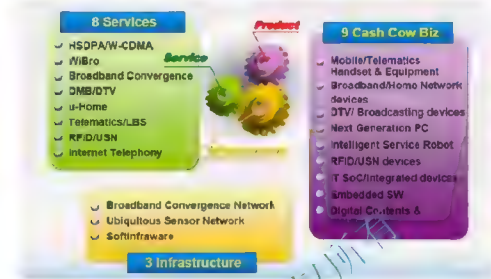 8 Services
HSDPA/W-CDMA
WiBro
Broadband Convergence
DMB/DTV
u-Home
Telematics/LBS
RFID/USN
Internet Telephony
Product
Service
9 Cash Cow Biz
Mobile/Telematics
Handset & Equipment
Broadband/Home Network
devices
DTV/ Broadcasting devices
Next Generation PC
Intelligent Service Robot
RFID/USN devices
IT SoC/Integrated devices
Embedded SW
Digital Contents &
Broadband Convergence Network
Ubiquitous Sensor Network
Softinfraware
3 Infrastructure
所有